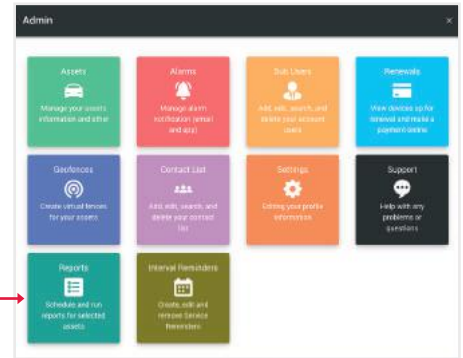 Admin
×
Assets
Manage your assets
information and other
Alarms
Manage alarm
notification (email
and app)
Sub Users
Add, edit, search, and
delete your account
users
Renewals
View devices up for
renewal and make a
payment online
Geofences
Create virtual fences
for your assets
Contact List
Add, edit, search, and
delete your contact
list
Settings
Editing your profile
information
Support
Help with any
problems or
questions
Reports
Schedule and run
reports for selected
assets
Interval Reminders
Create, edit and
remove Service
Reminders